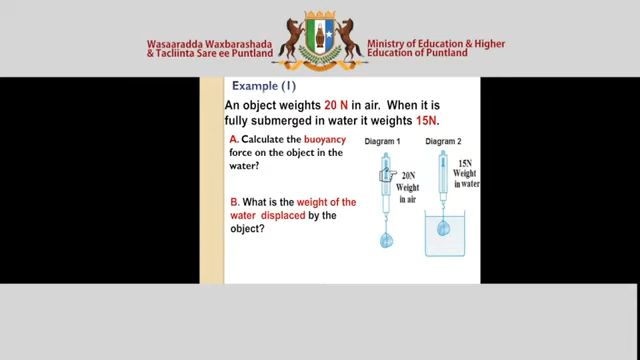 Wasaaradda Waxbarashada
& Tacliinta Sare ee Puntland
Ministry of Education & Higher
Education of Puntland
Example (1)
An object weights 20 N in air. When it is
fully submerged in water it weights 15N.
A. Calculate the buoyancy
force on the object in the
water?
B. What is the weight of the
water displaced by the
object?
Diagram 1
20N
Weight
in air
Diagram 2
15N
Weight
in water